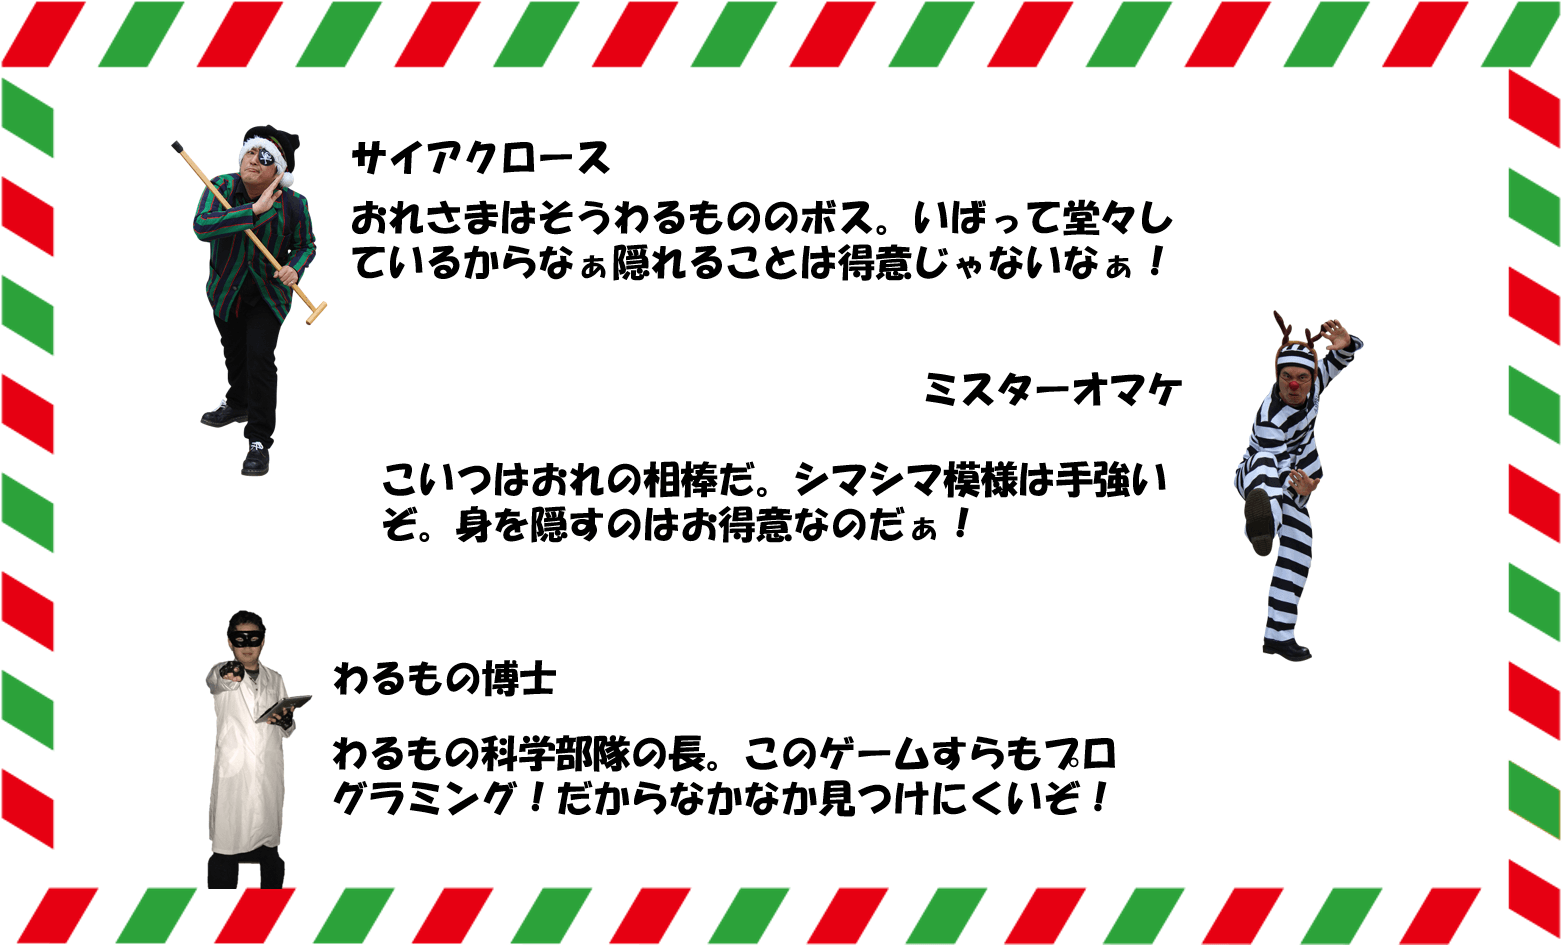 サイアクロース
おれさまはそうわるもののボス。いばって堂々し
ているからなぁ隠れることは得意じゃないなぁ！
ミスターオマケ
こいつはおれの相棒だ。シマシマ模様は手強い
ぞ。身を隠すのはお得意なのだぁ！
わるもの博士
わるもの科学部隊の長。このゲームすらもプロ
グラミング！だからなかなか見つけにくいぞ！